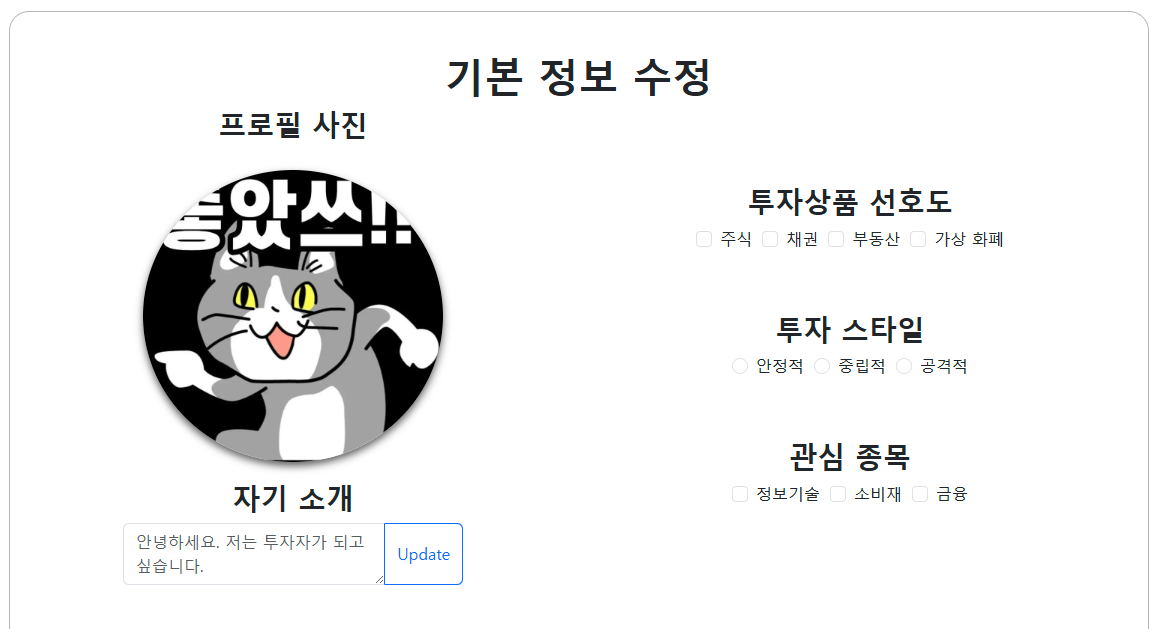 기본 정보 수정
프로필 사진
좋았쓰!!
자기 소개
안녕하세요. 저는 투자자가 되고
싶습니다.
Update
투자상품 선호도
주식 채권 부동산 가상 화폐
투자 스타일
안정적 중립적 공격적
관심 종목
정보기술 소비재 금융